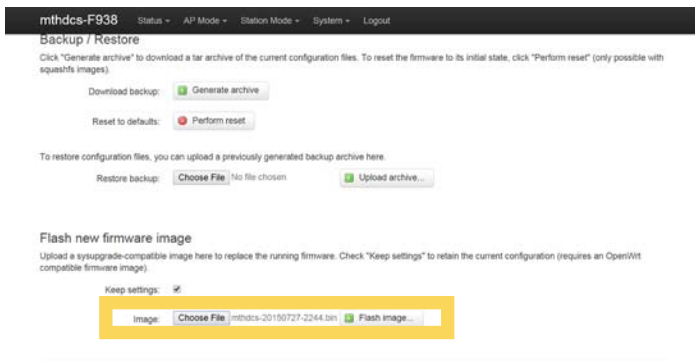 mthdcs-F938 Status AP Mode Station Mode System Logout
Backup / Restore
Click "Generate archive" to download a tar archive of the current configuration files. To reset the firmware to its initial state, click "Perform reset" (only possible with
squashfs images).
Download backup: Generate archive
Reset to defaults: Perform reset
To restore configuration files, you can upload a previously generated backup archive here.
Restore backup: Choose File No file chosen Upload archive...
Flash new firmware image
Upload a sysupgrade-compatible image here to replace the running firmware. Check "Keep settings" to retain the current configuration (requires an OpenWrt
compatible firmware image).
Keep settings:
Image: Choose File mthdcs-20150727-2244.bin Flash image...